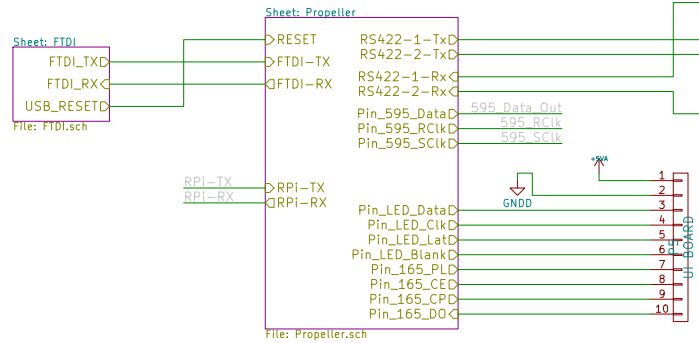 Sheet: Propeller
Sheet: FTDI
FTDI_TX
FTDI_RX
USB_RESET
File: FTDI.sch
RESET
FTDI-TX
FTDI-RX
RPi-TX
RPi-RX
RPi-TX
RPi-RX
RS422-1-Tx
RS422-2-Tx
RS422-1-Rx
RS422-2-Rx
Pin_595_Data
Pin_595_RClk
Pin_595_SClk
595_Data_Out
595_RClk
595_SClk
Pin_LED_Data
Pin_LED_Clk
Pin_LED_Lat
Pin_LED_Blank
Pin_165_PL
Pin_165_CE
Pin_165_CP
Pin_165_DO
File: Propeller.sch
+5VA
GNDD
1
2
3
4
5
6
7
8
9
10
UI BOARD